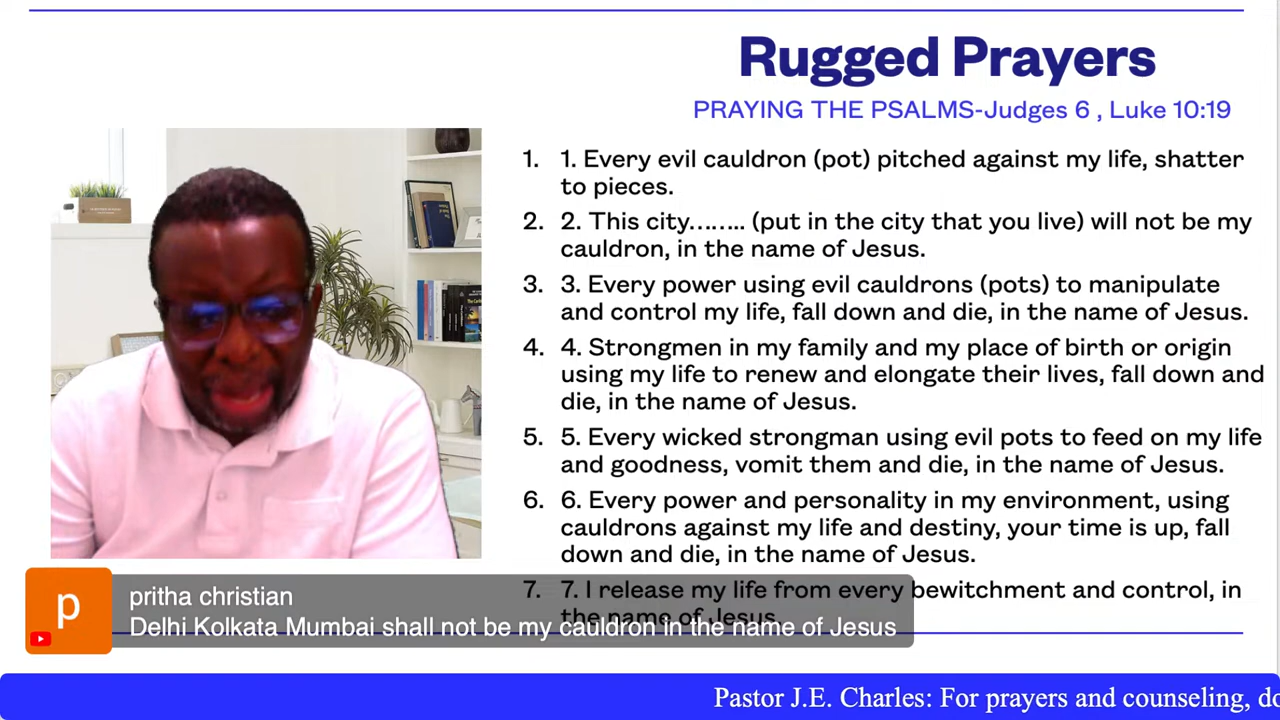 Rugged Prayers
PRAYING THE PSALMS-Judges 6 , Luke 10:19
1. 1. Every evil cauldron (pot) pitched against my life, shatter
to pieces.
2. 2. This city…….. (put in the city that you live) will not be my
cauldron, in the name of Jesus.
3. 3. Every power using evil cauldrons (pots) to manipulate
and control my life, fall down and die, in the name of Jesus.
4. 4. Strongmen in my family and my place of birth or origin
using my life to renew and elongate their lives, fall down and
die, in the name of Jesus.
5. 5. Every wicked strongman using evil pots to feed on my life
and goodness, vomit them and die, in the name of Jesus.
6. 6. Every power and personality in my environment, using
cauldrons against my life and destiny, your time is up, fall
down and die, in the name of Jesus.
7. 7. I release my life from every bewitchment and control, in
the name of Jesus.
p
pritha christian
Delhi Kolkata Mumbai shall not be my cauldron in the name of Jesus
Pastor J.E. Charles: For prayers and counseling,